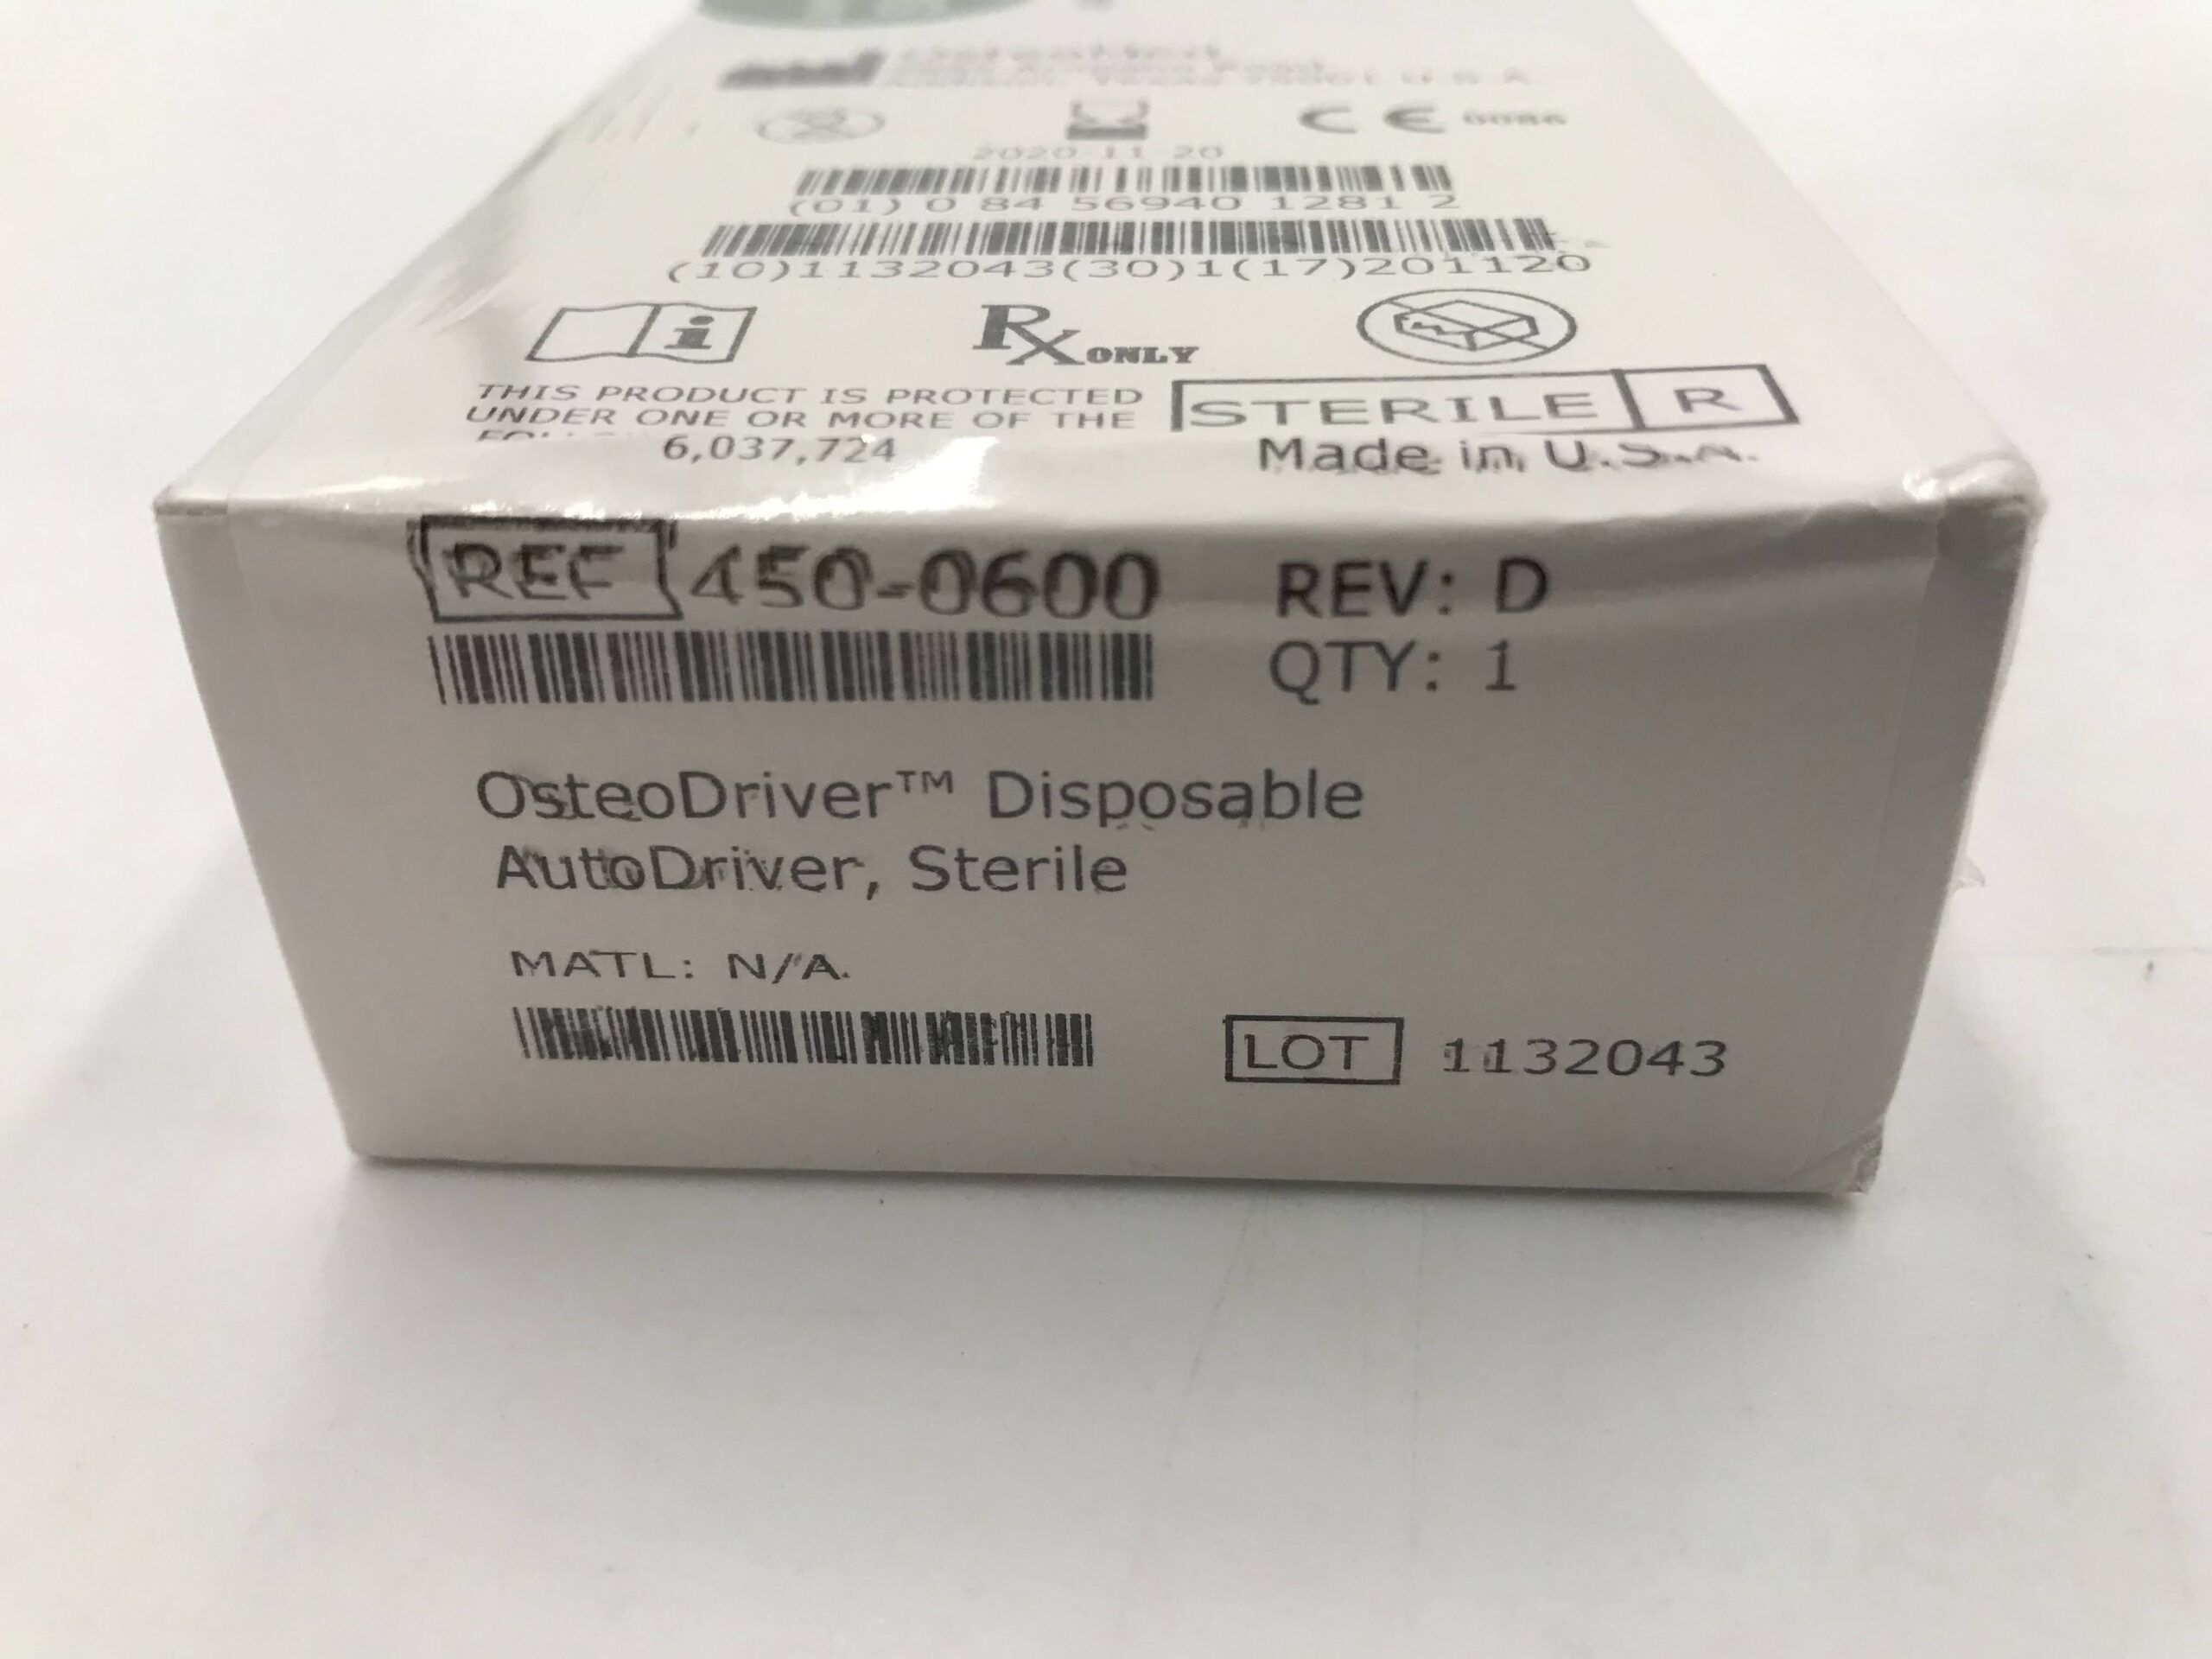 U.S.A.
2020-11-20
(01) 0 84 56940 1281 2
(10)1132043(30)1(17)201120
i
Rx ONLY
THIS PRODUCT IS PROTECTED
UNDER ONE OR MORE OF THE
6,037,724
STERILE R
Made in U.S.A.
REF 450-0600 REV: D
QTY: 1
OsteoDriver™ Disposable
AutoDriver, Sterile
MATL: N/A.
LOT 1132043